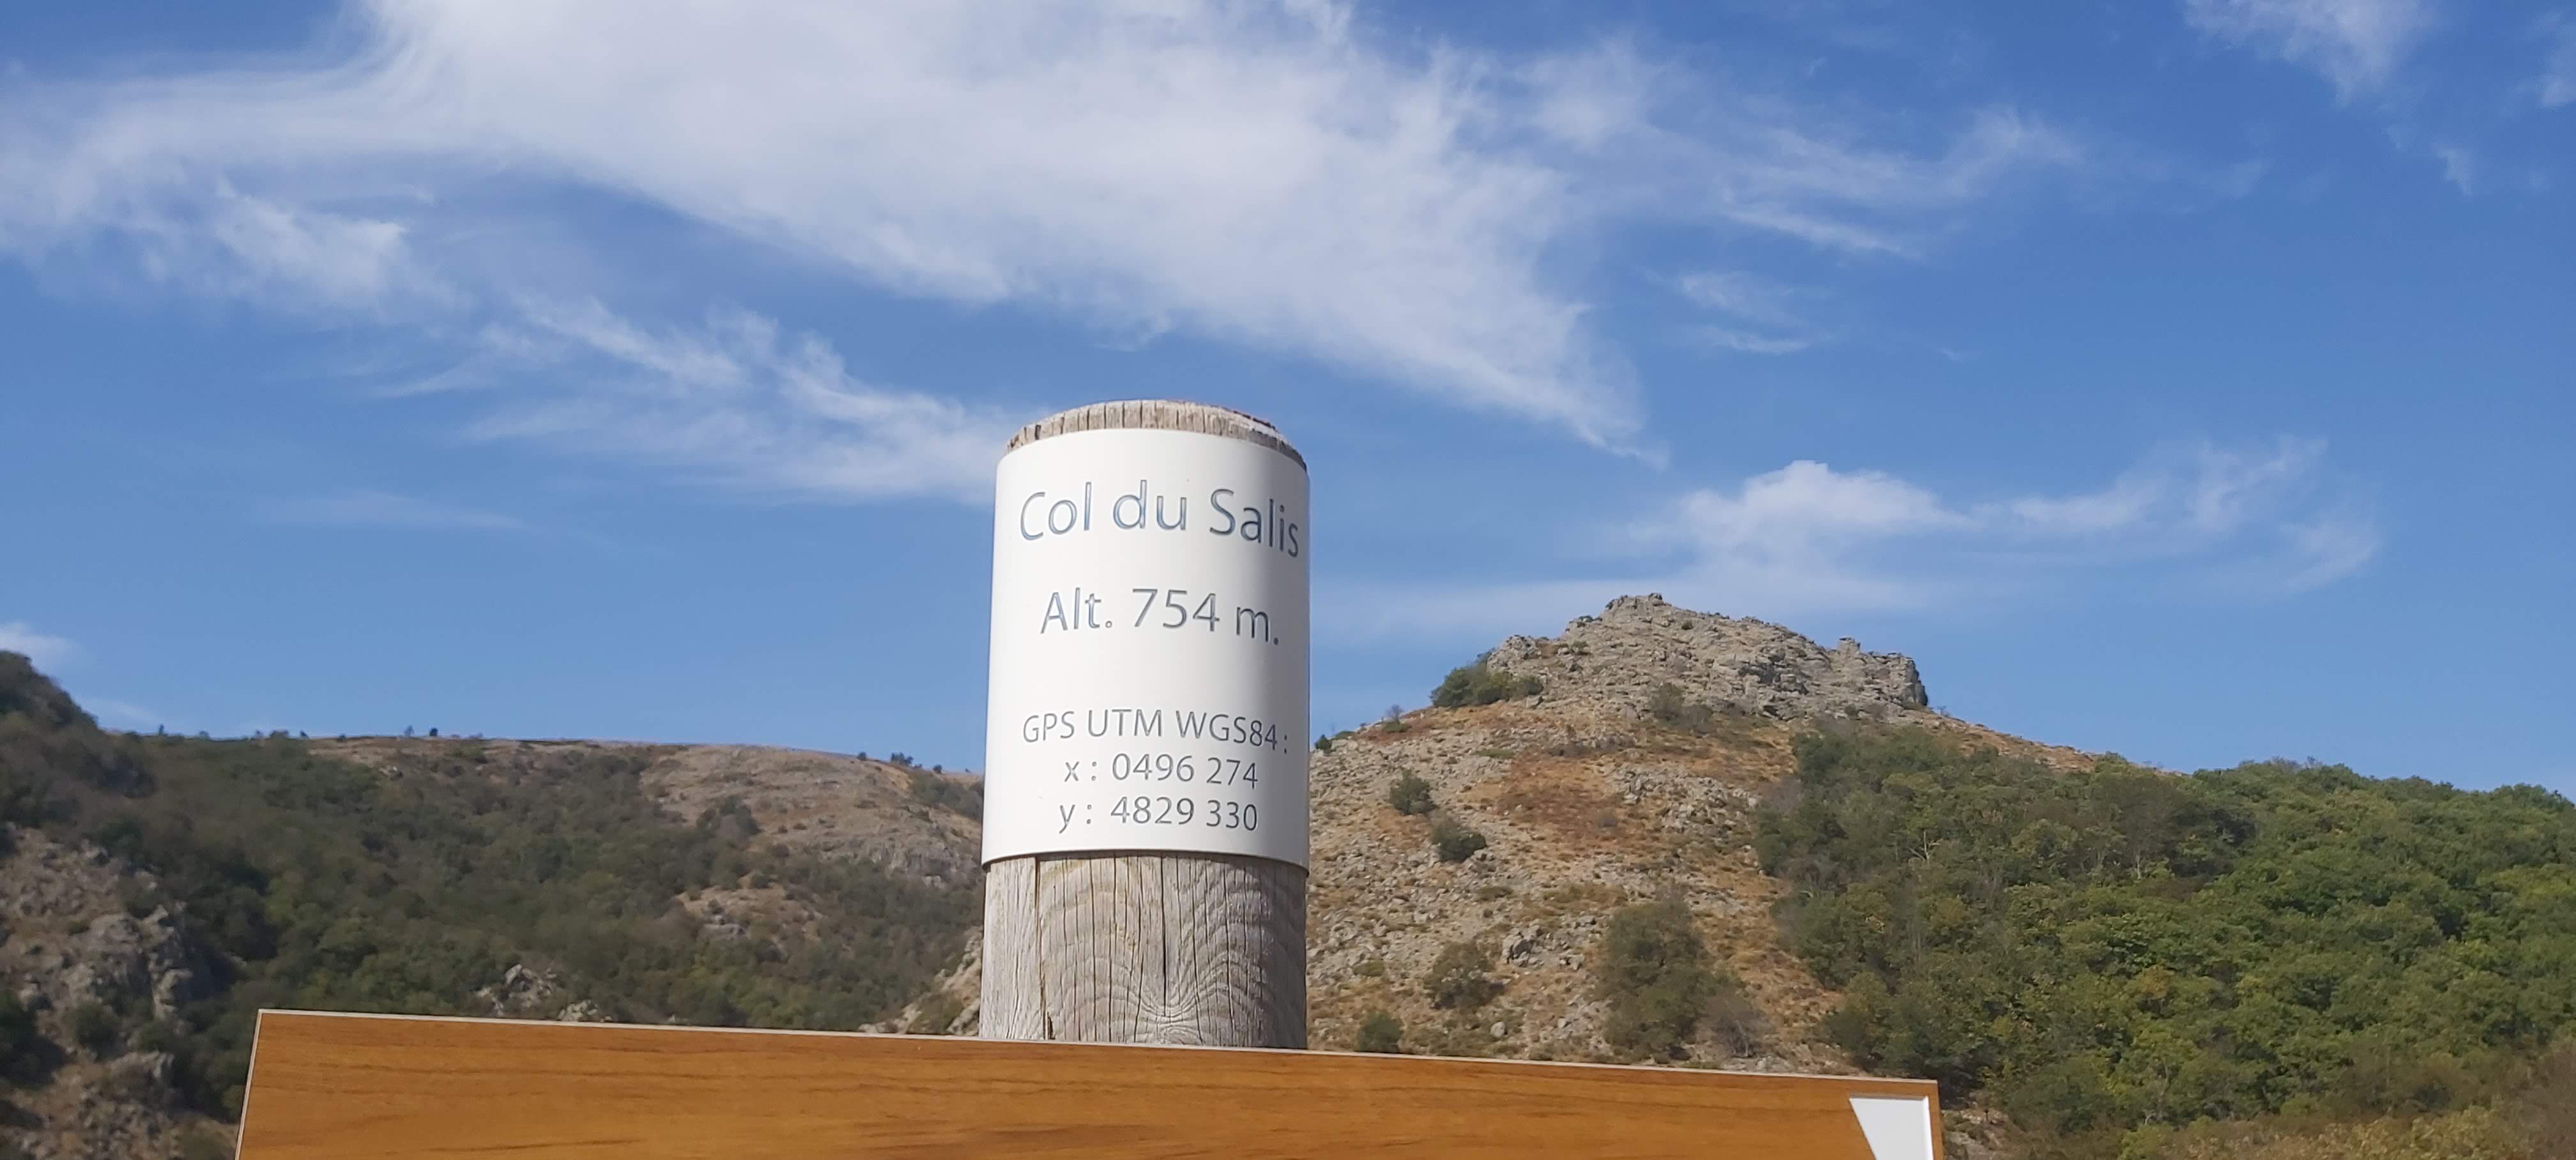 Col du Salis
Alt. 754 m.
GPS UTM WGS84 :
x : 0496 274
y : 4829 330